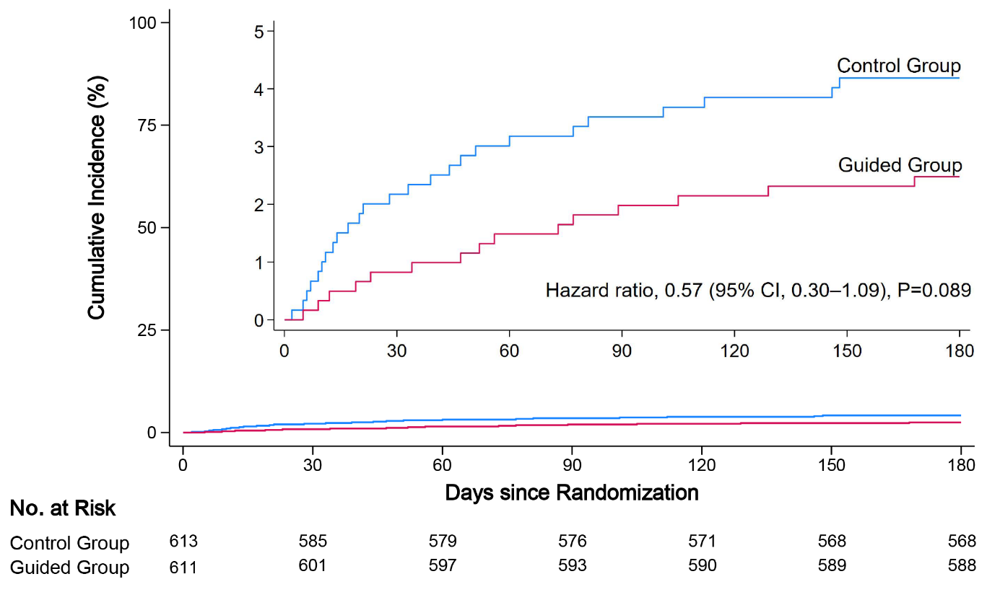 100
75
50
25
0
Cumulative Incidence (%)
5
4
3
2
1
0
Control Group
Guided Group
Hazard ratio, 0.57 (95% CI, 0.30–1.09), P=0.089
0 30 60 90 120 150 180
0 30 60 90 120 150 180
Days since Randomization
No. at Risk
Control Group 613 585 579 576 571 568 568
Guided Group 611 601 597 593 590 589 588